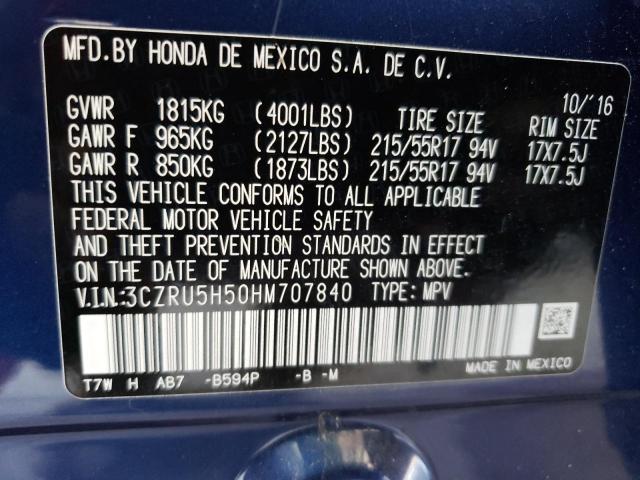 MFD.BY HONDA DE MEXICO S.A. DE C.V.
10/'16
GVWR 1815KG (4001LBS) TIRE SIZE RIM SIZE
GAWR F 965KG (2127LBS) 215/55R17 94V 17X7.5J
GAWR R 850KG (1873LBS) 215/55R17 94V 17X7.5J
THIS VEHICLE CONFORMS TO ALL APPLICABLE
FEDERAL MOTOR VEHICLE SAFETY
AND THEFT PREVENTION STANDARDS IN EFFECT
ON THE DATE OF MANUFACTURE SHOWN ABOVE.
V.I.N.:3CZRU5H50HM707840 TYPE: MPV
MADE IN MEXICO
T7W H AB7 -B594P -B -M